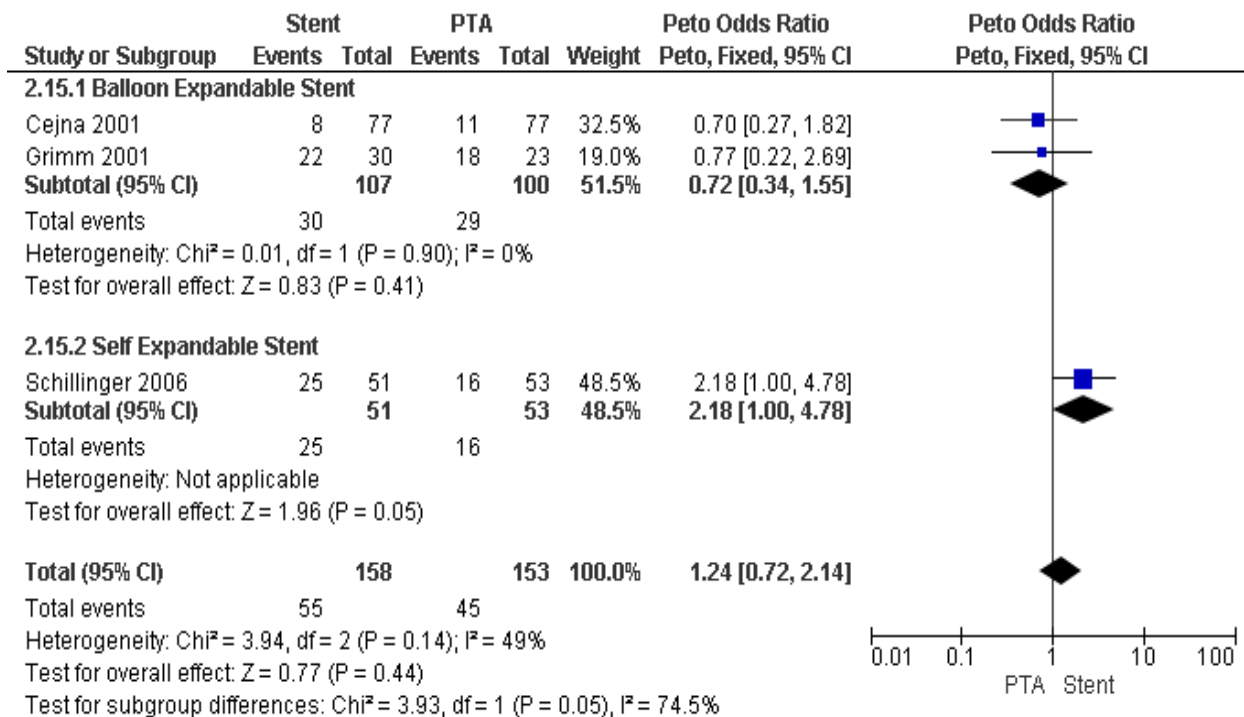 Stent PTA Peto Odds Ratio Peto Odds Ratio
Study or Subgroup Events Total Events Total Weight Peto, Fixed, 95% CI Peto, Fixed, 95% CI
2.15.1 Balloon Expandable Stent
Cejna 2001 8 77 11 77 32.5% 0.70 [0.27, 1.82]
Grimm 2001 22 30 18 23 19.0% 0.77 [0.22, 2.69]
Subtotal (95% CI) 107 100 51.5% 0.72 [0.34, 1.55]
Total events 30 29
Heterogeneity: Chi² = 0.01, df = 1 (P = 0.90); I² = 0%
Test for overall effect: Z = 0.83 (P = 0.41)
2.15.2 Self Expandable Stent
Schillinger 2006 25 51 16 53 48.5% 2.18 [1.00, 4.78]
Subtotal (95% CI) 51 53 48.5% 2.18 [1.00, 4.78]
Total events 25 16
Heterogeneity: Not applicable
Test for overall effect: Z = 1.96 (P = 0.05)
Total (95% CI) 158 153 100.0% 1.24 [0.72, 2.14]
Total events 55 45
Heterogeneity: Chi² = 3.94, df = 2 (P = 0.14); I² = 49%
Test for overall effect: Z = 0.77 (P = 0.44)
Test for subgroup differences: Chi² = 3.93, df = 1 (P = 0.05), I² = 74.5%
0.01 0.1 1 10 100
PTA Stent